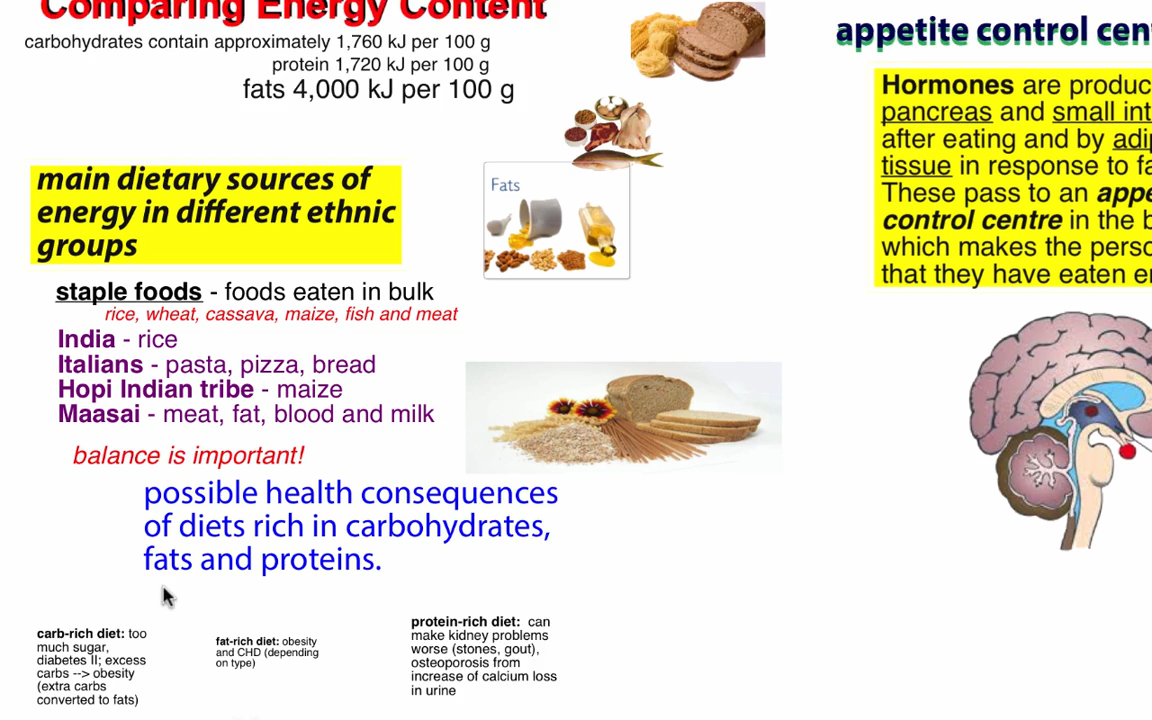 Comparing Energy Content
carbohydrates contain approximately 1,760 kJ per 100 g
protein 1,720 kJ per 100 g
fats 4,000 kJ per 100 g
main dietary sources of
energy in different ethnic
groups
Fats
staple foods - foods eaten in bulk
rice, wheat, cassava, maize, fish and meat
India - rice
Italians - pasta, pizza, bread
Hopi Indian tribe - maize
Maasai - meat, fat, blood and milk
balance is important!
possible health consequences
of diets rich in carbohydrates,
fats and proteins.
carb-rich diet: too
much sugar,
diabetes II; excess
carbs --> obesity
(extra carbs
converted to fats)
fat-rich diet: obesity
and CHD (depending
on type)
protein-rich diet: can
make kidney problems
worse (stones, gout),
osteoporosis from
increase of calcium loss
in urine
appetite control cen
Hormones are produc
pancreas and small int
after eating and by adip
tissue in response to fa
These pass to an appe
control centre in the b
which makes the perso
that they have eaten e